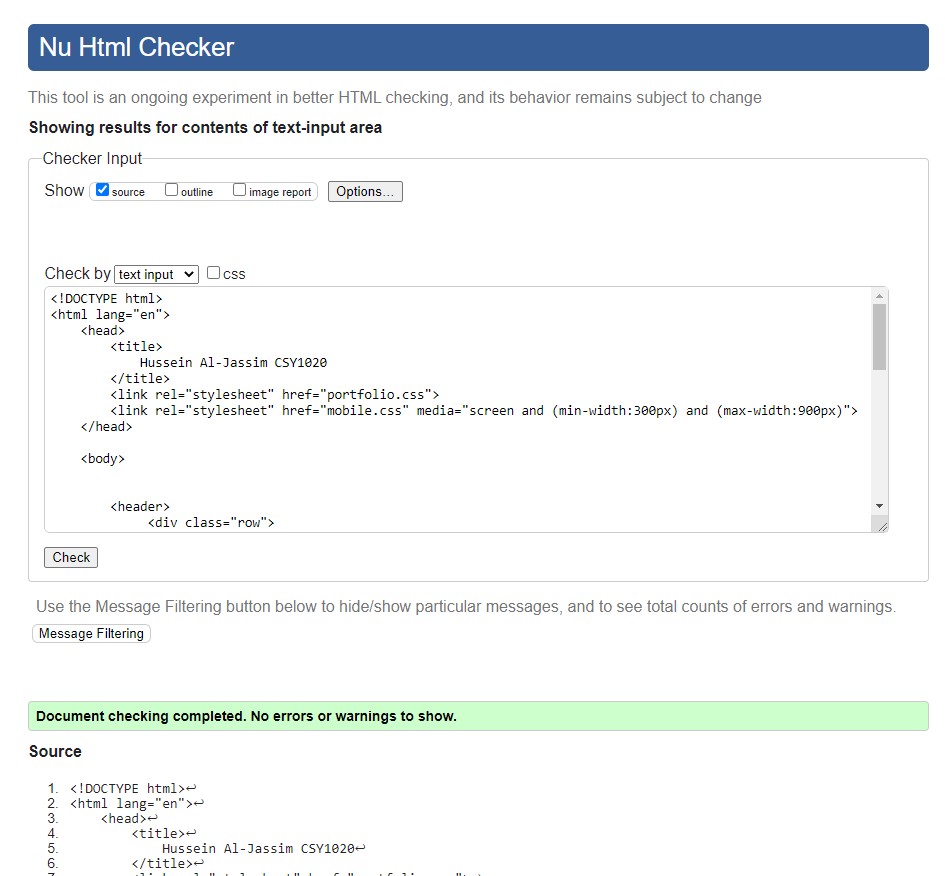 Nu Html Checker
This tool is an ongoing experiment in better HTML checking, and its behavior remains subject to change
Showing results for contents of text-input area
Checker Input
Show source outline image report Options...
Check by text input css
<!DOCTYPE html>
<html lang="en">
    <head>
        <title>
            Hussein Al-Jassim CSY1020
        </title>
        <link rel="stylesheet" href="portfolio.css">
        <link rel="stylesheet" href="mobile.css" media="screen and (min-width:300px) and (max-width:900px)">
    </head>
    <body>
        <header>
             <div class="row">
Check
Use the Message Filtering button below to hide/show particular messages, and to see total counts of errors and warnings.
Message Filtering
Document checking completed. No errors or warnings to show.
Source
1. <!DOCTYPE html>↩
2. <html lang="en">↩
3.     <head>↩
4.         <title>↩
5.             Hussein Al-Jassim CSY1020↩
6.         </title>↩